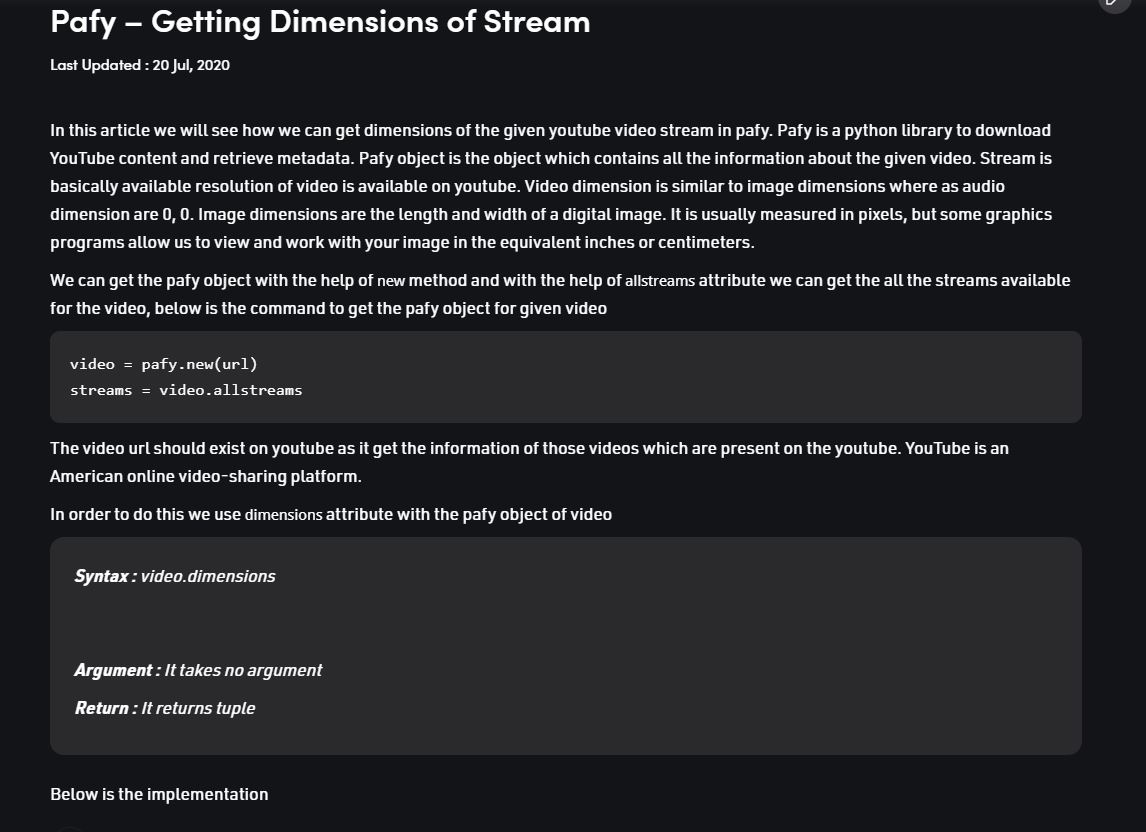 Pafy – Getting Dimensions of Stream
Last Updated : 20 Jul, 2020
In this article we will see how we can get dimensions of the given youtube video stream in pafy. Pafy is a python library to download
YouTube content and retrieve metadata. Pafy object is the object which contains all the information about the given video. Stream is
basically available resolution of video is available on youtube. Video dimension is similar to image dimensions where as audio
dimension are 0, 0. Image dimensions are the length and width of a digital image. It is usually measured in pixels, but some graphics
programs allow us to view and work with your image in the equivalent inches or centimeters.
We can get the pafy object with the help of new method and with the help of allstreams attribute we can get the all the streams available
for the video, below is the command to get the pafy object for given video
video = pafy.new(url)
streams = video.allstreams
The video url should exist on youtube as it get the information of those videos which are present on the youtube. YouTube is an
American online video-sharing platform.
In order to do this we use dimensions attribute with the pafy object of video
Syntax : video.dimensions
Argument : It takes no argument
Return : It returns tuple
Below is the implementation